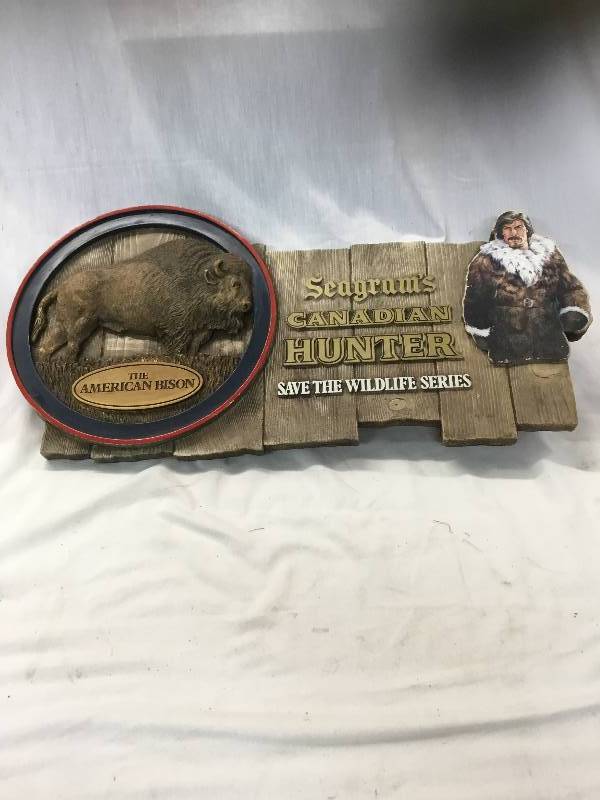 THE
AMERICAN BISON
Seagram's
CANADIAN
HUNTER
SAVE THE WILDLIFE SERIES